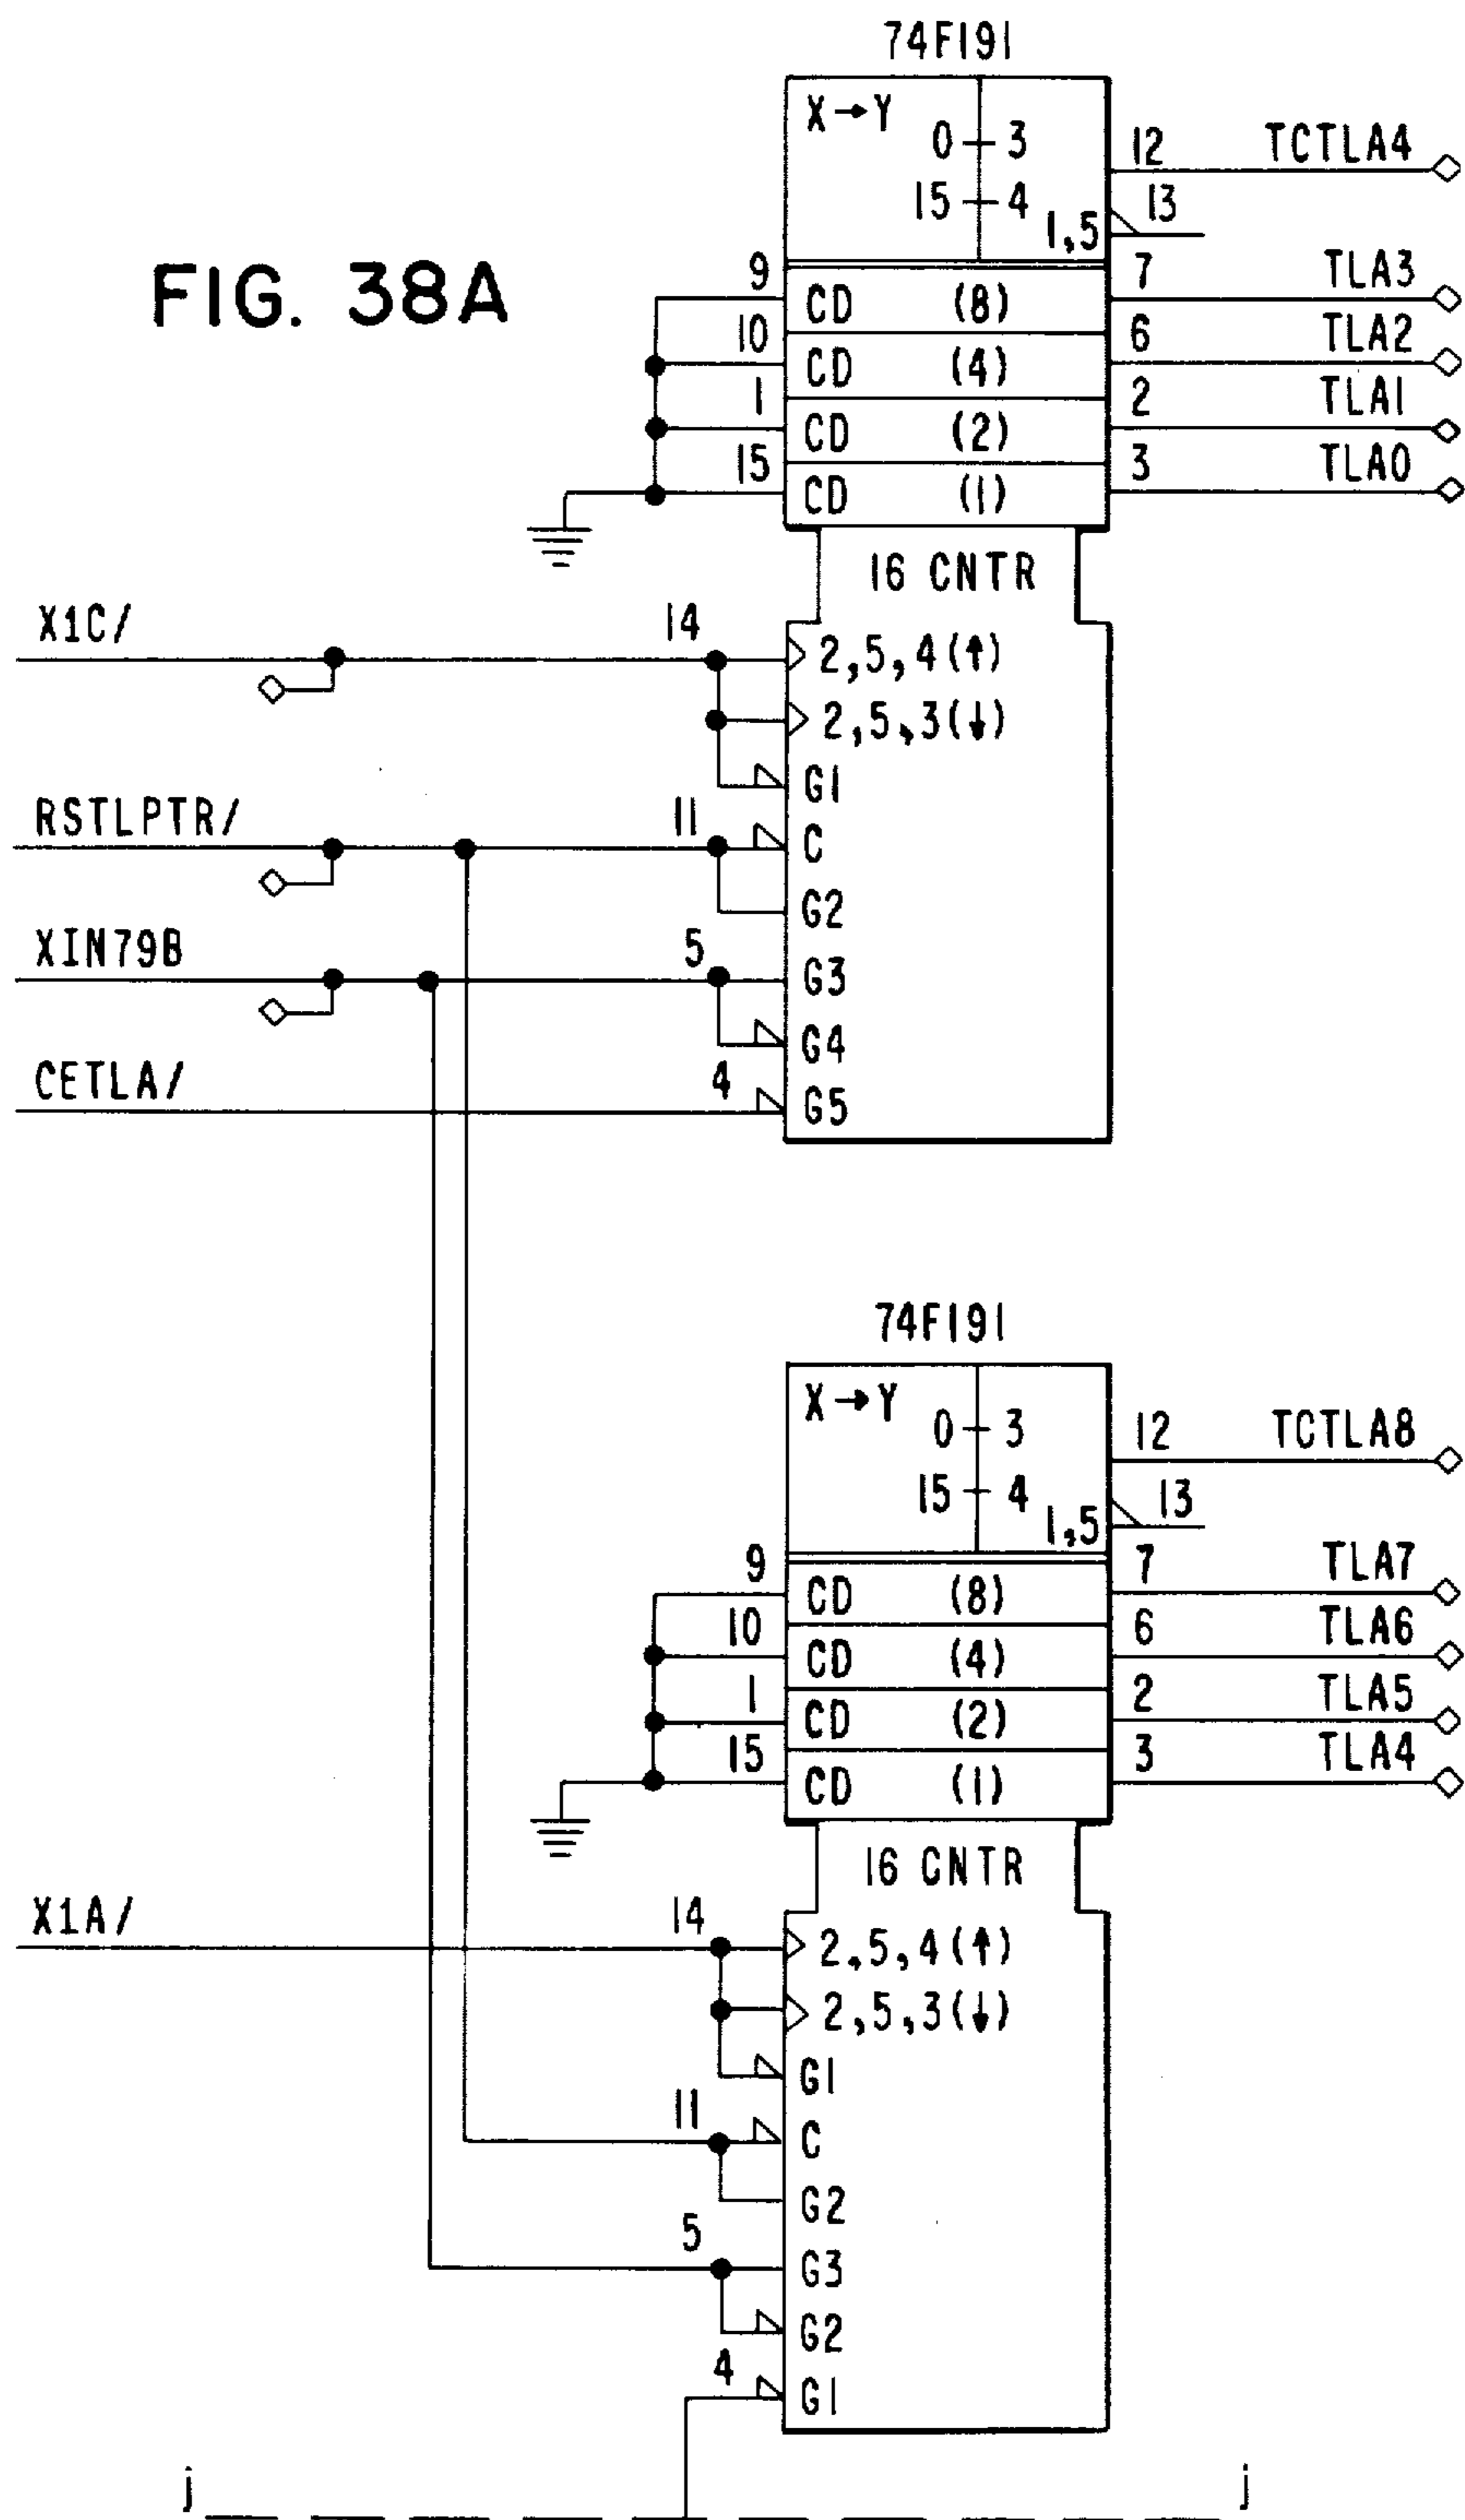 74F191
X→Y
0 3
12 TCTLA4
15 4
1,5
13
FIG. 38A
9 CD (8) 7 TLA3
10 CD (4) 6 TLA2
1 CD (2) 2 TLA1
15 CD (1) 3 TLA0
16 CNTR
X1C/ 14 2,5,4(↑)
2,5,3(↓)
G1
RSTLPTR/ 11 C
G2
XIN79B 5 G3
G4
CETLA/ 4 G5
74F191
X→Y
0 3
12 TCTLA8
15 4
1,5
13
9 CD (8) 7 TLA7
10 CD (4) 6 TLA6
1 CD (2) 2 TLA5
15 CD (1) 3 TLA4
16 CNTR
X1A/ 14 2.5,4(↑)
2,5,3(↓)
G1
11 C
G2
5 G3
G2
4 G1
j j